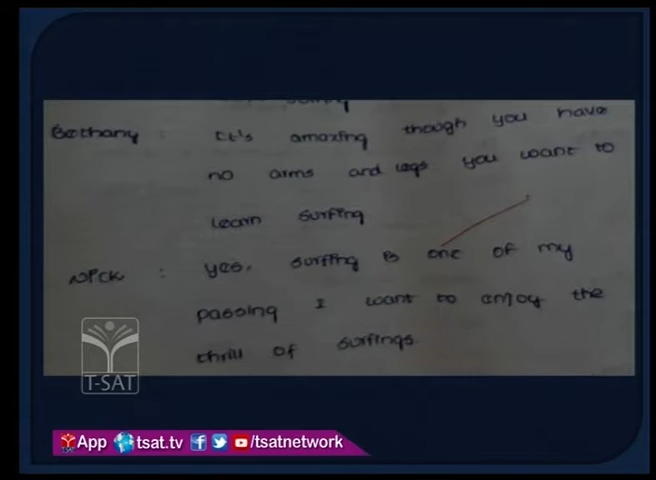 Bethany : It's amazing though you have
no arms and legs you want to
learn surfing
Nick : yes, surfing is one of my
passing I want to enjoy the
thrill of surfings.
T-SAT
App tsat.tv /tsatnetwork